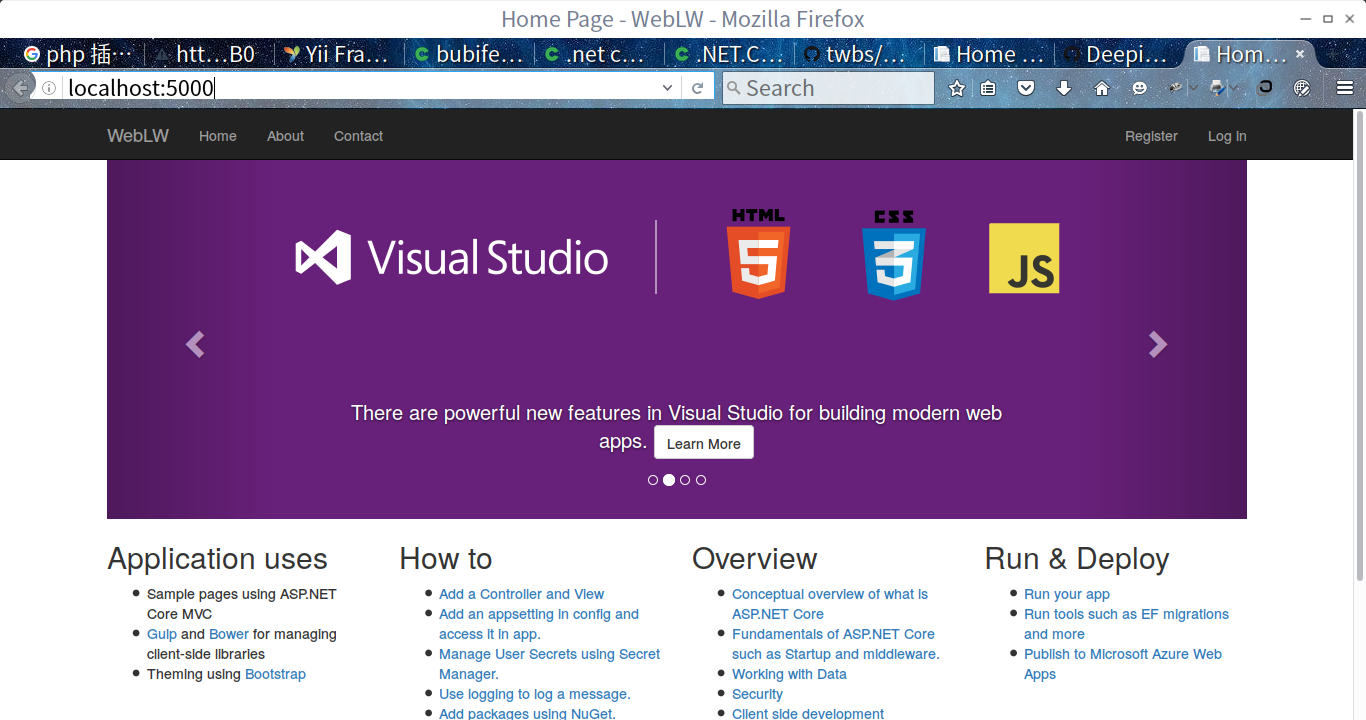 Home Page - WebLW - Mozilla Firefox
php 插… htt…B0 Yii Fra… bubife… .net c… .NET.C… twbs/… Home … Deepi… Hom…
localhost:5000 Search
WebLW Home About Contact Register Log in
HTML CSS
Visual Studio 5 3 JS
There are powerful new features in Visual Studio for building modern web
apps. Learn More
Application uses
Sample pages using ASP.NET
Core MVC
Gulp and Bower for managing
client-side libraries
Theming using Bootstrap
How to
Add a Controller and View
Add an appsetting in config and
access it in app.
Manage User Secrets using Secret
Manager.
Use logging to log a message.
Add packages using NuGet.
Overview
Conceptual overview of what is
ASP.NET Core
Fundamentals of ASP.NET Core
such as Startup and middleware.
Working with Data
Security
Client side development
Run & Deploy
Run your app
Run tools such as EF migrations
and more
Publish to Microsoft Azure Web
Apps